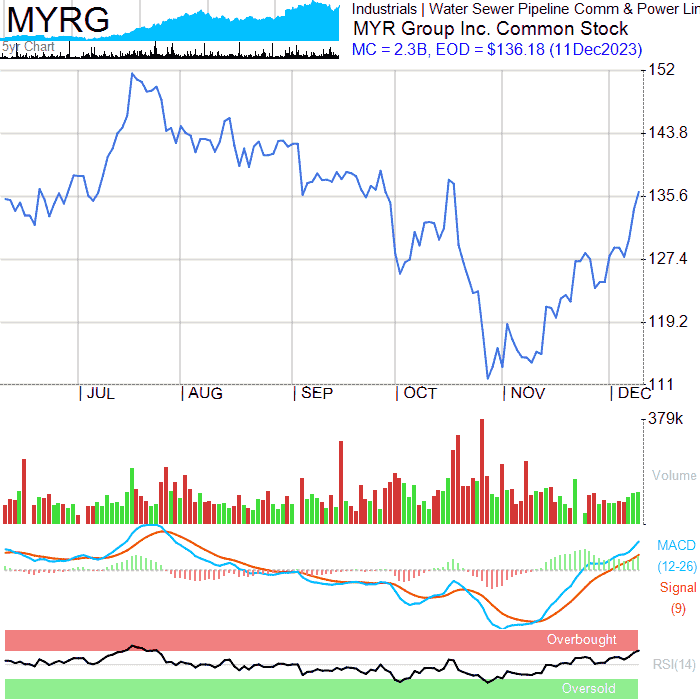 MYRG
5yr Chart
Industrials | Water Sewer Pipeline Comm & Power Lin
MYR Group Inc. Common Stock
MC = 2.3B, EOD = $136.18 (11Dec2023)
152
143.8
135.6
127.4
119.2
111
JUL
AUG
SEP
OCT
NOV
DEC
379k
Volume
MACD
(12-26)
Signal
(9)
Overbought
RSI(14)
Oversold